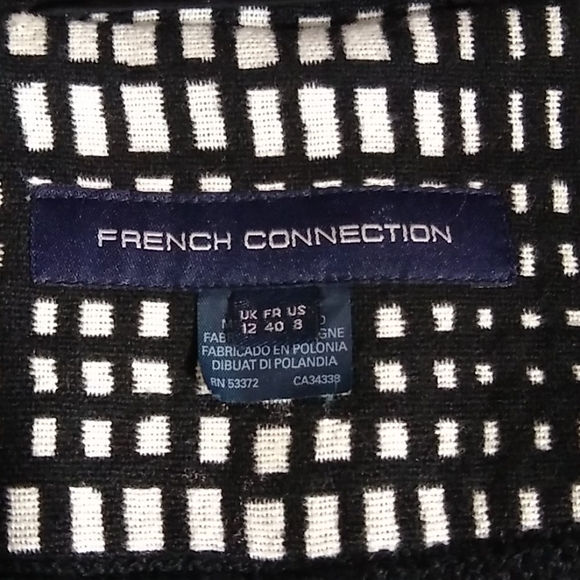 FRENCH CONNECTION
UK FR US
12 40 8
FABRICADO EN POLONIA
DIBUAT DI POLANDIA
RN 53372 CA34338